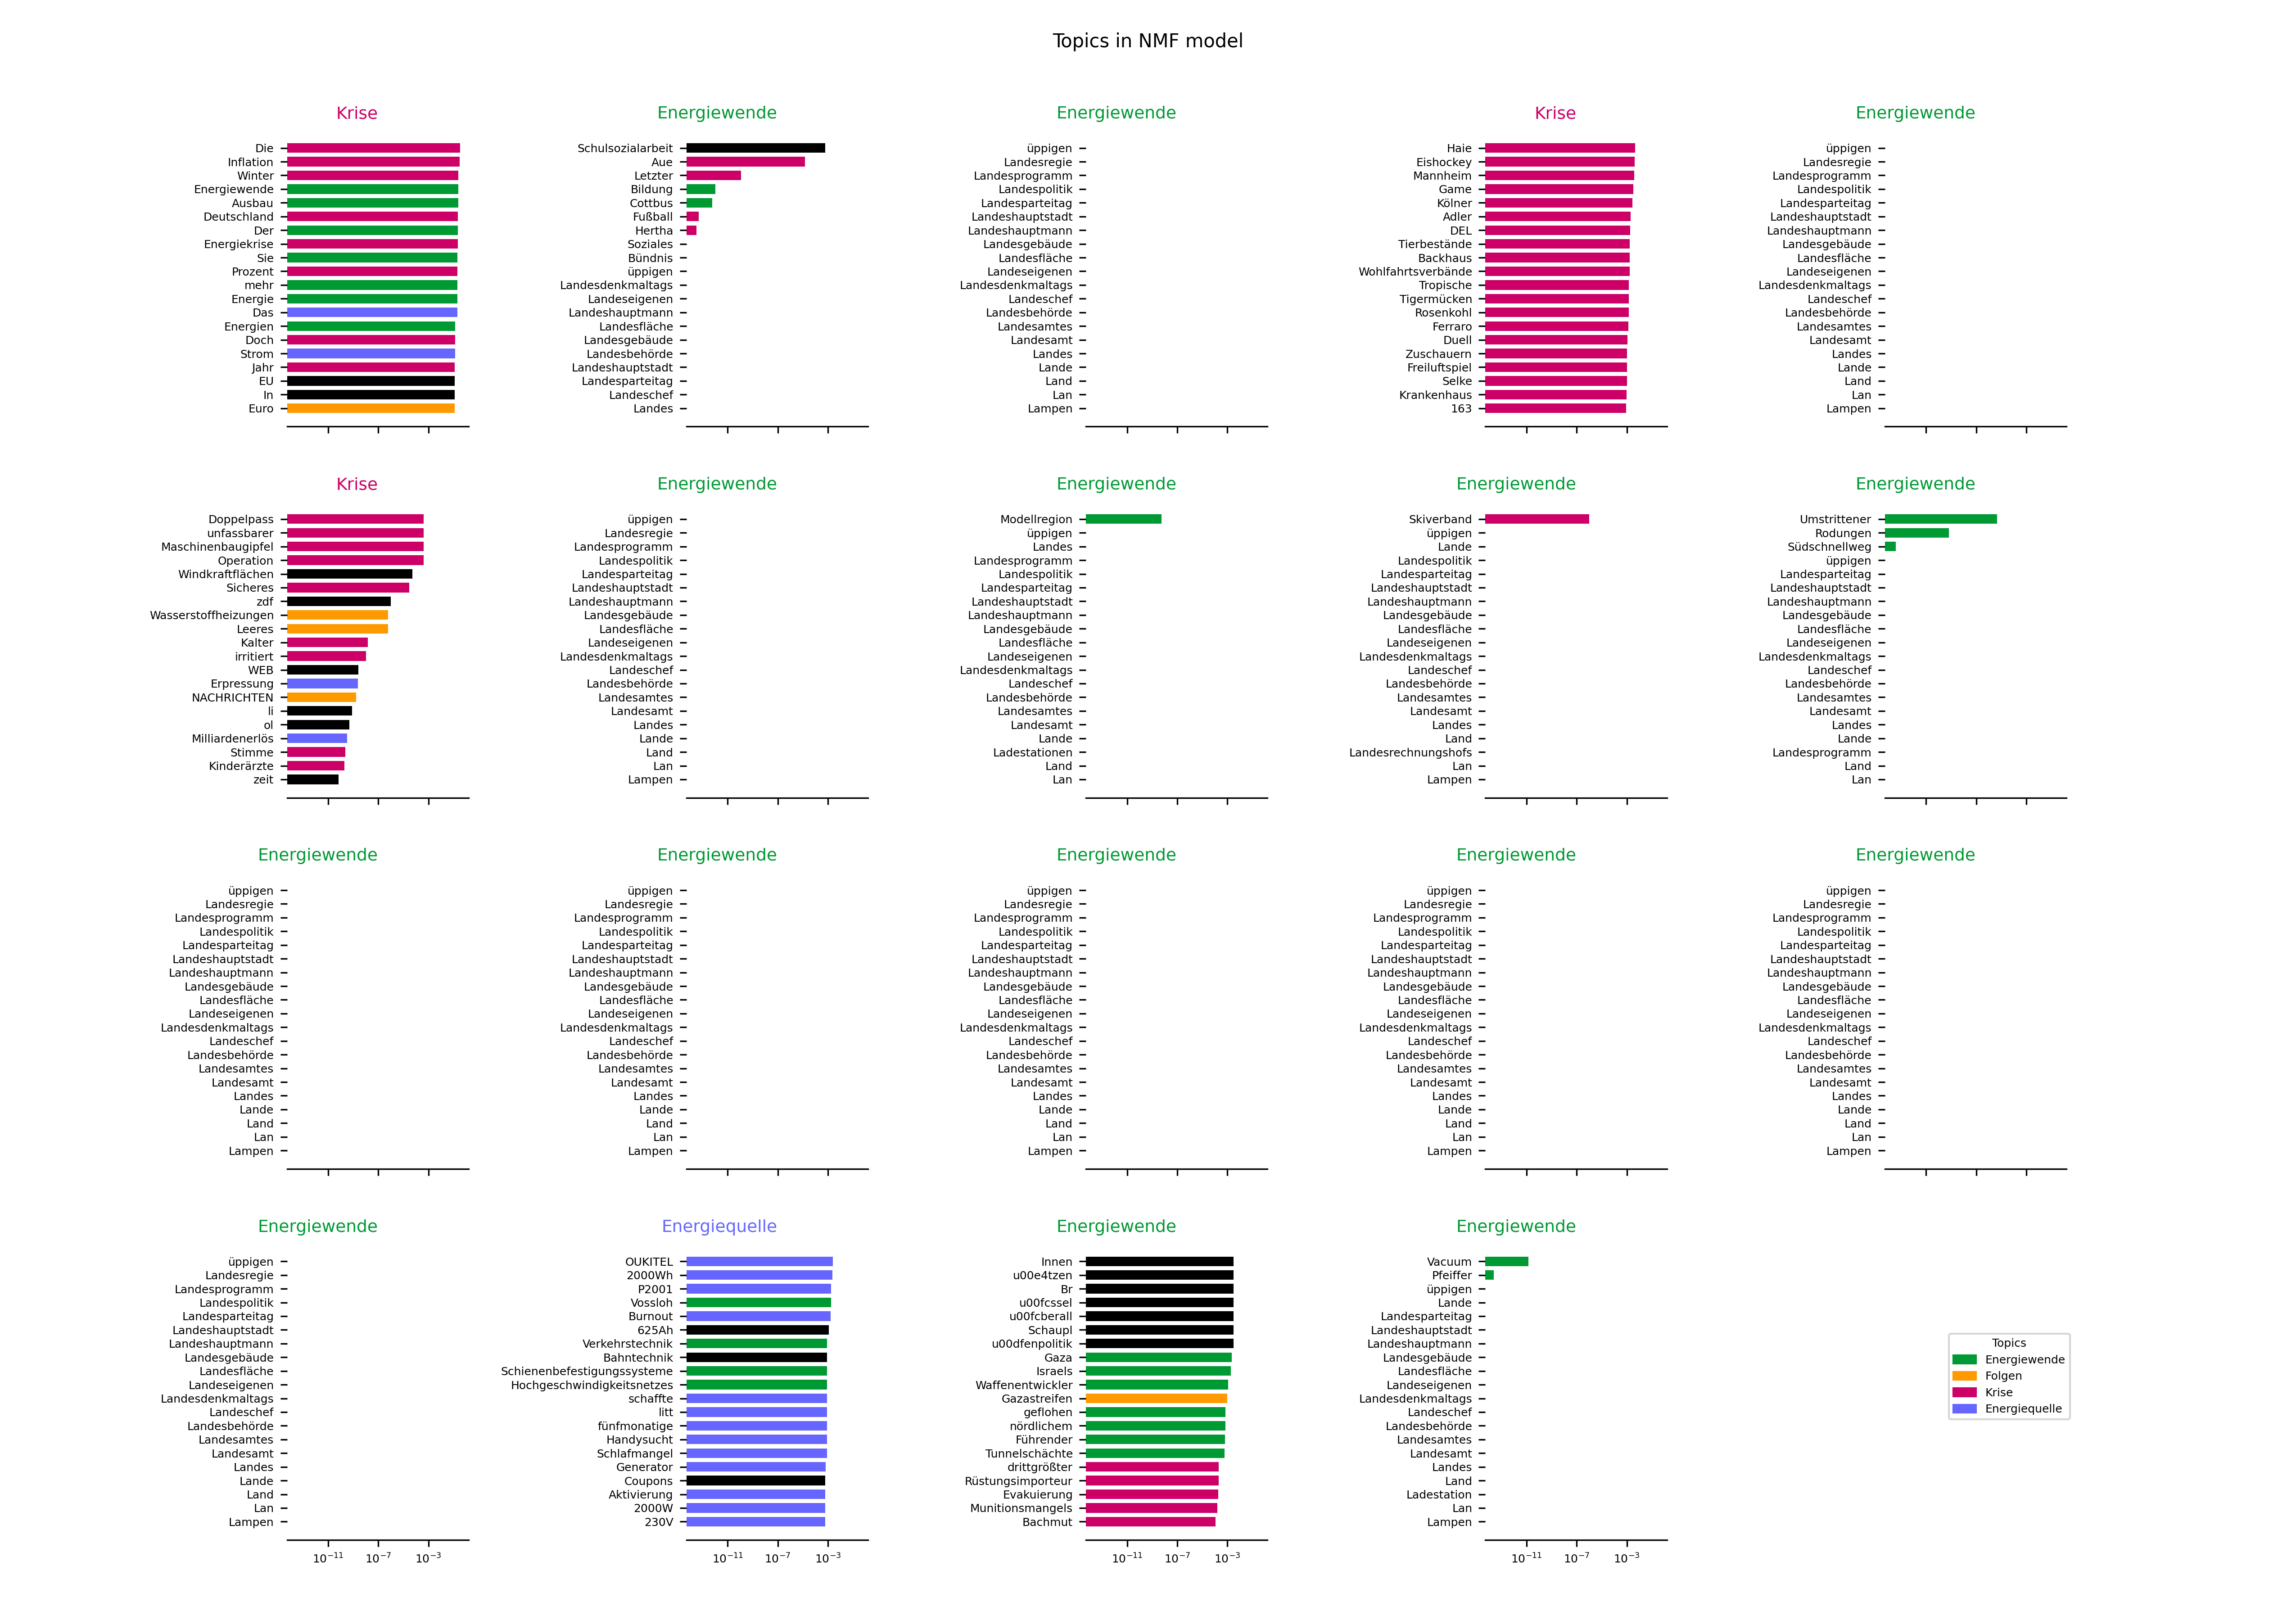 Topics in NMF model
Krise
Die
Inflation
Winter
Energiewende
Ausbau
Deutschland
Der
Energiekrise
Sie
Prozent
mehr
Energie
Das
Energien
Doch
Strom
Jahr
EU
In
Euro
Energiewende
Schulsozialarbeit
Aue
Letzter
Bildung
Cottbus
Fußball
Hertha
Soziales
Bündnis
üppigen
Landesdenkmaltags
Landeseigenen
Landeshauptmann
Landesfläche
Landesgebäude
Landesbehörde
Landeshauptstadt
Landesparteitag
Landeschef
Landes
Energiewende
üppigen
Landesregie
Landesprogramm
Landespolitik
Landesparteitag
Landeshauptstadt
Landeshauptmann
Landesgebäude
Landesfläche
Landeseigenen
Landesdenkmaltags
Landeschef
Landesbehörde
Landesamtes
Landesamt
Landes
Lande
Land
Lan
Lampen
Krise
Haie
Eishockey
Mannheim
Game
Kölner
Adler
DEL
Tierbestände
Backhaus
Wohlfahrtsverbände
Tropische
Tigermücken
Rosenkohl
Ferraro
Duell
Zuschauern
Freiluftspiel
Selke
Krankenhaus
163
Energiewende
üppigen
Landesregie
Landesprogramm
Landespolitik
Landesparteitag
Landeshauptstadt
Landeshauptmann
Landesgebäude
Landesfläche
Landeseigenen
Landesdenkmaltags
Landeschef
Landesbehörde
Landesamtes
Landesamt
Landes
Lande
Land
Lan
Lampen
Krise
Doppelpass
unfassbarer
Maschinenbaugipfel
Operation
Windkraftflächen
Sicheres
zdf
Wasserstoffheizungen
Leeres
Kalter
irritiert
WEB
Erpressung
NACHRICHTEN
li
ol
Milliardenerlös
Stimme
Kinderärzte
zeit
Energiewende
üppigen
Landesregie
Landesprogramm
Landespolitik
Landesparteitag
Landeshauptstadt
Landeshauptmann
Landesgebäude
Landesfläche
Landeseigenen
Landesdenkmaltags
Landeschef
Landesbehörde
Landesamtes
Landesamt
Landes
Lande
Land
Lan
Lampen
Energiewende
Modellregion
üppigen
Landes
Landesprogramm
Landespolitik
Landesparteitag
Landeshauptstadt
Landeshauptmann
Landesgebäude
Landesfläche
Landeseigenen
Landesdenkmaltags
Landeschef
Landesbehörde
Landesamtes
Landesamt
Lande
Ladestationen
Land
Lan
Energiewende
Skiverband
üppigen
Lande
Landespolitik
Landesparteitag
Landeshauptstadt
Landeshauptmann
Landesgebäude
Landesfläche
Landeseigenen
Landesdenkmaltags
Landeschef
Landesbehörde
Landesamtes
Landesamt
Landes
Land
Landesrechnungshofs
Lan
Lampen
Energiewende
Umstrittener
Rodungen
Südschnellweg
üppigen
Landesparteitag
Landeshauptstadt
Landeshauptmann
Landesgebäude
Landesfläche
Landeseigenen
Landesdenkmaltags
Landeschef
Landesbehörde
Landesamtes
Landesamt
Landes
Lande
Landesprogramm
Land
Lan
Energiewende
üppigen
Landesregie
Landesprogramm
Landespolitik
Landesparteitag
Landeshauptstadt
Landeshauptmann
Landesgebäude
Landesfläche
Landeseigenen
Landesdenkmaltags
Landeschef
Landesbehörde
Landesamtes
Landesamt
Landes
Lande
Land
Lan
Lampen
Energiewende
üppigen
Landesregie
Landesprogramm
Landespolitik
Landesparteitag
Landeshauptstadt
Landeshauptmann
Landesgebäude
Landesfläche
Landeseigenen
Landesdenkmaltags
Landeschef
Landesbehörde
Landesamtes
Landesamt
Landes
Lande
Land
Lan
Lampen
Energiewende
üppigen
Landesregie
Landesprogramm
Landespolitik
Landesparteitag
Landeshauptstadt
Landeshauptmann
Landesgebäude
Landesfläche
Landeseigenen
Landesdenkmaltags
Landeschef
Landesbehörde
Landesamtes
Landesamt
Landes
Lande
Land
Lan
Lampen
Energiewende
üppigen
Landesregie
Landesprogramm
Landespolitik
Landesparteitag
Landeshauptstadt
Landeshauptmann
Landesgebäude
Landesfläche
Landeseigenen
Landesdenkmaltags
Landeschef
Landesbehörde
Landesamtes
Landesamt
Landes
Lande
Land
Lan
Lampen
Energiewende
üppigen
Landesregie
Landesprogramm
Landespolitik
Landesparteitag
Landeshauptstadt
Landeshauptmann
Landesgebäude
Landesfläche
Landeseigenen
Landesdenkmaltags
Landeschef
Landesbehörde
Landesamtes
Landesamt
Landes
Lande
Land
Lan
Lampen
Energiewende
üppigen
Landesregie
Landesprogramm
Landespolitik
Landesparteitag
Landeshauptstadt
Landeshauptmann
Landesgebäude
Landesfläche
Landeseigenen
Landesdenkmaltags
Landeschef
Landesbehörde
Landesamtes
Landesamt
Landes
Lande
Land
Lan
Lampen
10⁻¹¹ 10⁻⁷ 10⁻³
Energiequelle
OUKITEL
2000Wh
P2001
Vossloh
Burnout
625Ah
Verkehrstechnik
Bahntechnik
Schienenbefestigungssysteme
Hochgeschwindigkeitsnetzes
schaffte
litt
fünfmonatige
Handysucht
Schlafmangel
Generator
Coupons
Aktivierung
2000W
230V
10⁻¹¹ 10⁻⁷ 10⁻³
Energiewende
Innen
u00e4tzen
Br
u00fcssel
u00fcberall
Schaupl
u00dfenpolitik
Gaza
Israels
Waffenentwickler
Gazastreifen
geflohen
nördlichem
Führender
Tunnelschächte
drittgrößter
Rüstungsimporteur
Evakuierung
Munitionsmangels
Bachmut
10⁻¹¹ 10⁻⁷ 10⁻³
Energiewende
Vacuum
Pfeiffer
üppigen
Lande
Landesparteitag
Landeshauptstadt
Landeshauptmann
Landesgebäude
Landesfläche
Landeseigenen
Landesdenkmaltags
Landeschef
Landesbehörde
Landesamtes
Landesamt
Landes
Land
Ladestation
Lan
Lampen
10⁻¹¹ 10⁻⁷ 10⁻³
Topics
Energiewende
Folgen
Krise
Energiequelle